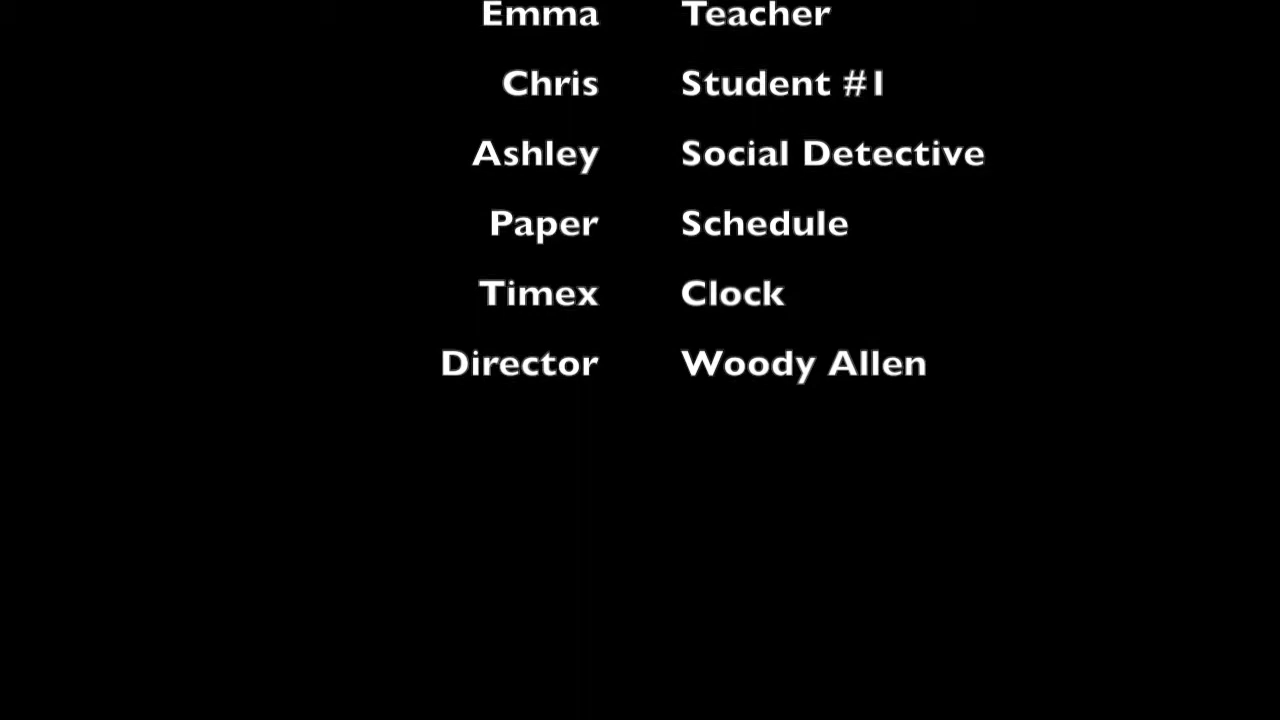 Emma Teacher
Chris Student #1
Ashley Social Detective
Paper Schedule
Timex Clock
Director Woody Allen